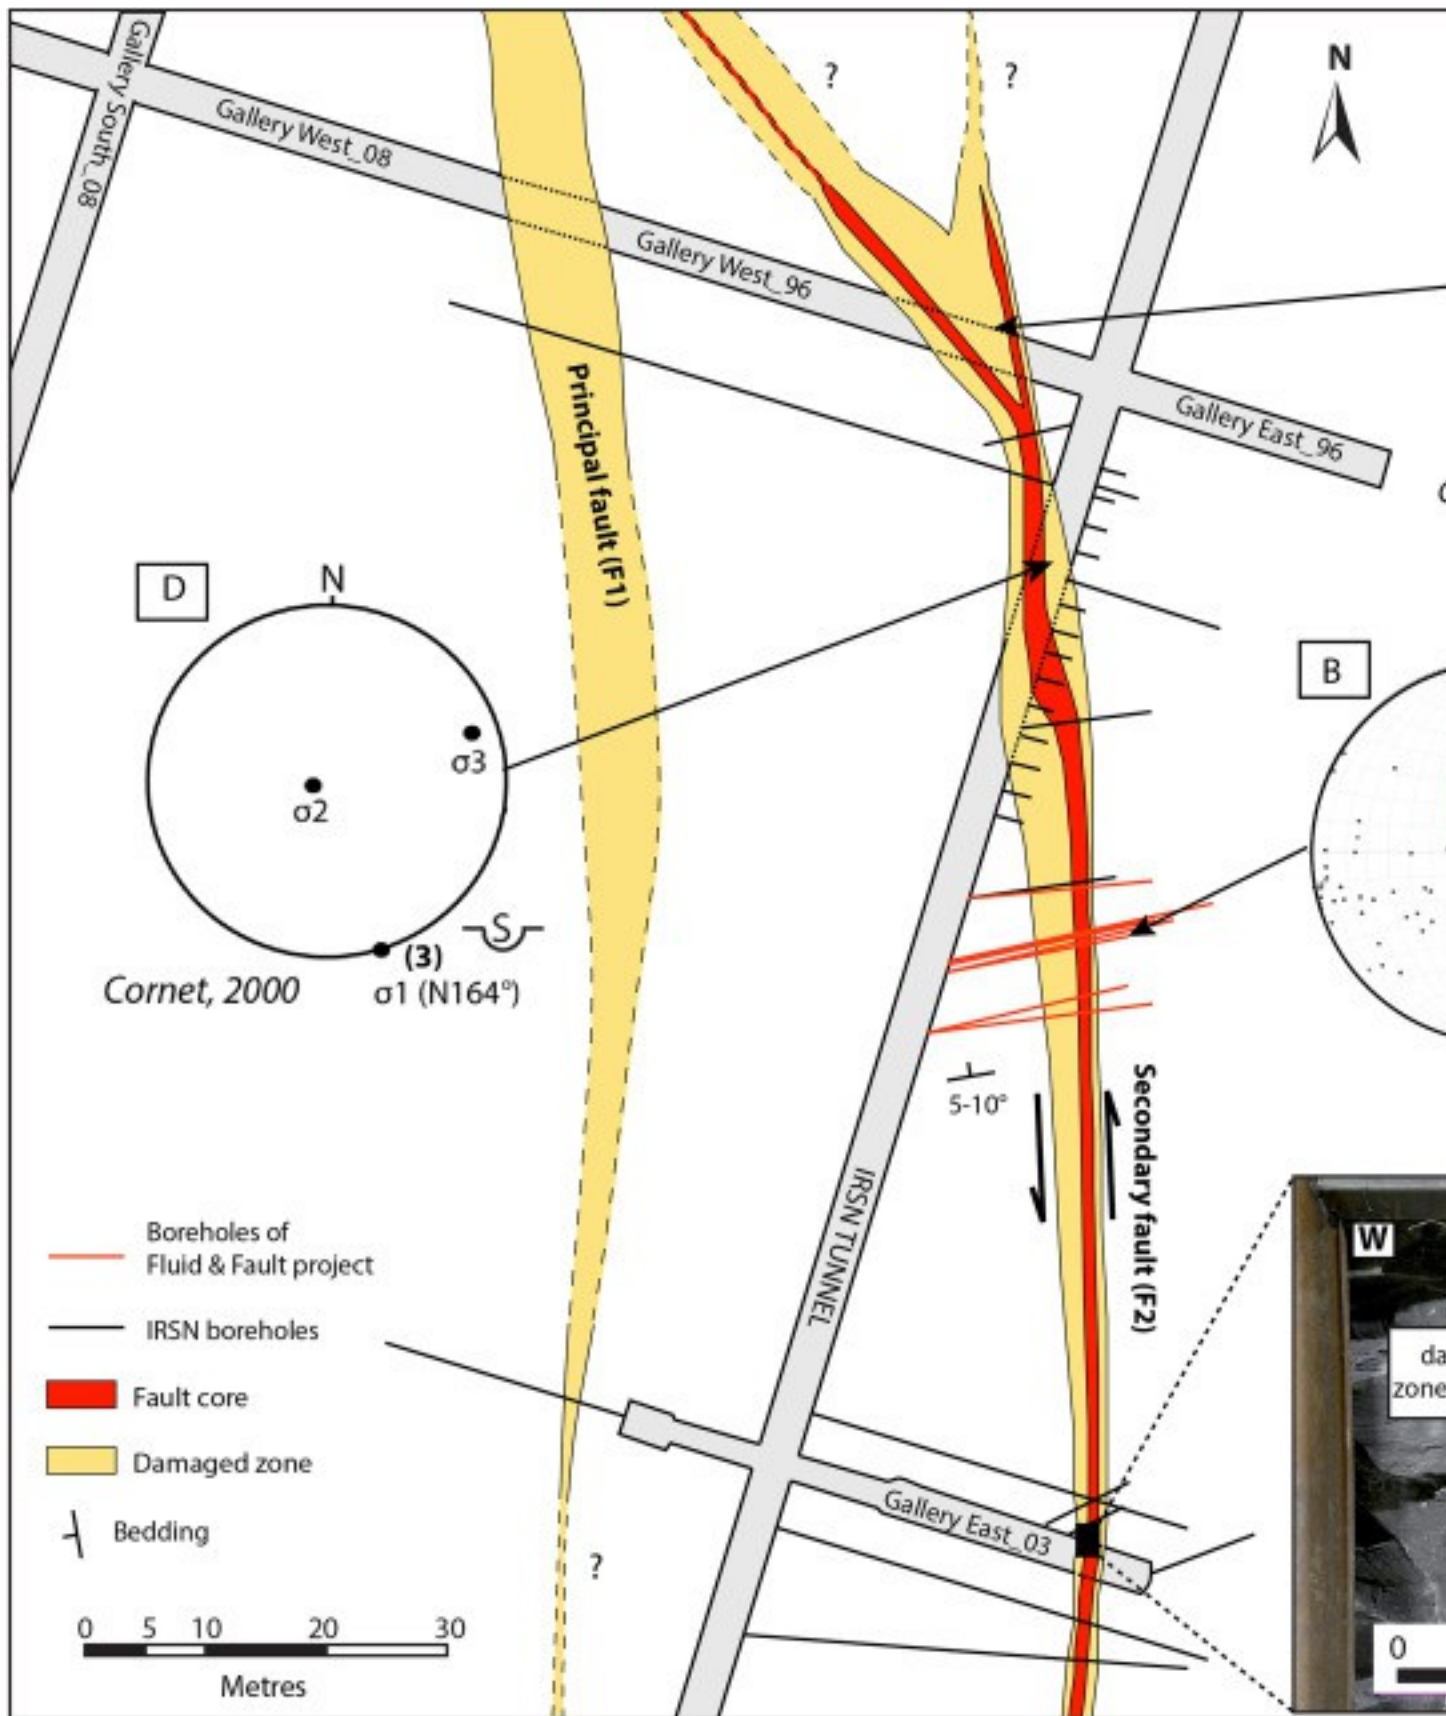 Gallery South_08
Gallery West_08
Gallery West_96
?
?
N
Gallery East_96
Principal fault (F1)
D
N
σ3
σ2
S
(3)
σ1 (N164°)
Cornet, 2000
B
5-10°
Secondary fault (F2)
IRSN TUNNEL
W
da
zone
Boreholes of
Fluid & Fault project
IRSN boreholes
Fault core
Damaged zone
Bedding
Gallery East_03
?
0 5 10 20 30
Metres
0